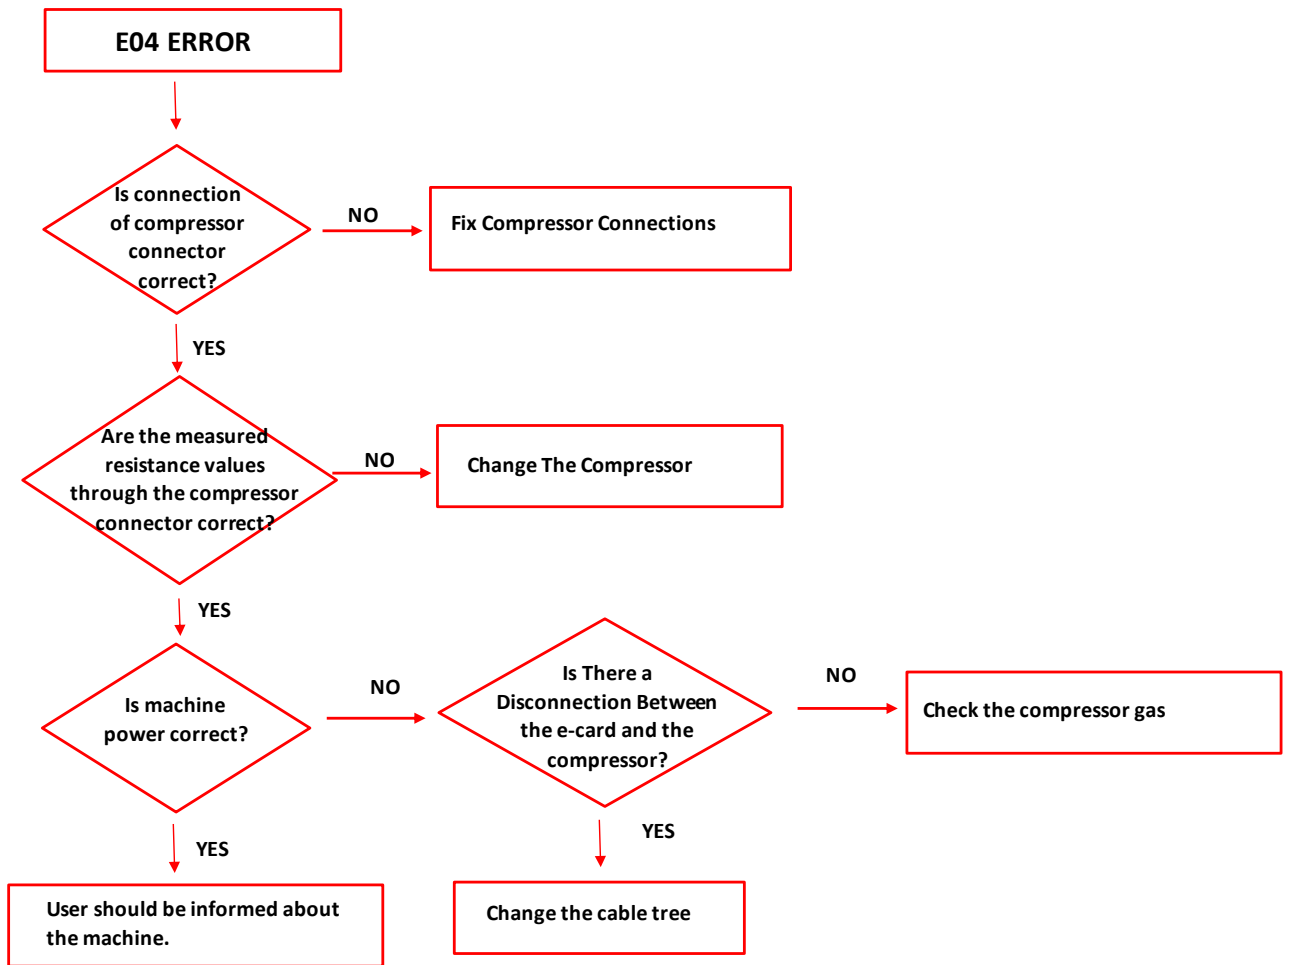 E04 ERROR
Is connection
of compressor
connector
correct?
NO
Fix Compressor Connections
YES
Are the measured
resistance values
through the compressor
connector correct?
NO
Change The Compressor
YES
Is machine
power correct?
NO
Is There a
Disconnection Between
the e-card and the
compressor?
NO
Check the compressor gas
YES
User should be informed about
the machine.
YES
Change the cable tree